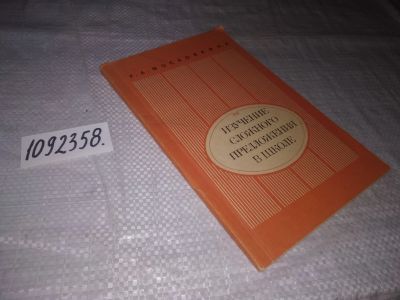 1092358.
ИЗУЧЕНИЕ
СЛОЖНОГО
ПРЕДЛОЖЕНИЯ
В ШКОЛЕ